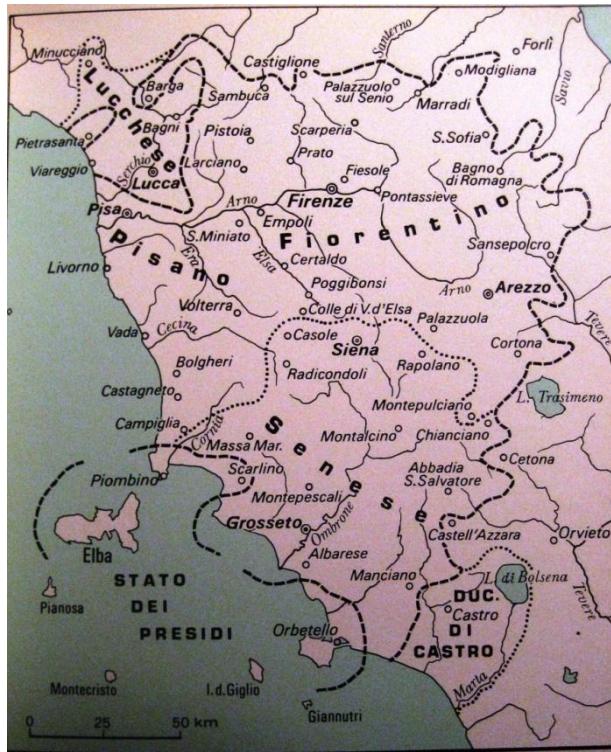 Minucciano
Castiglione
Santerno
Forlì
Modigliana
Savio
Lucchese
Barga
Sambuca
Palazzuolo
sul Senio
Marradi
Bagni
Pistoia
Scarperia
S. Sofia
Pietrasanta
Serchio
Larciano
Prato
Viareggio
Lucca
Fiesole
Bagno
di Romagna
Arno
Firenze
Pontassieve
Pisa
Empoli
Fiorentino
S. Miniato
Pisano
Era
Elsa
Certaldo
Sansepolcro
Livorno
Poggibonsi
Arno
Arezzo
Volterra
Colle di V. d'Elsa
Palazzuola
Tevere
Vada
Cecina
Casole
Siena
Cortona
Bolgheri
Radicondoli
Rapolano
L. Trasimeno
Castagneto
Montepulciano
Campiglia
Cornia
Senese
Massa Mar.
Montalcino
Chianciano
Piombino
Scarlino
Abbadia
S. Salvatore
Cetona
Montepescali
Grosseto
Ombrone
Castell'Azzara
Orvieto
Elba
Albarese
STATO
DEI
PRESIDI
Manciano
L. di Bolsena
DUC.
Castro
DI
CASTRO
Tevere
Pianosa
Orbetello
Marta
Montecristo
I. d. Giglio
Giannutri
0 25 50 km